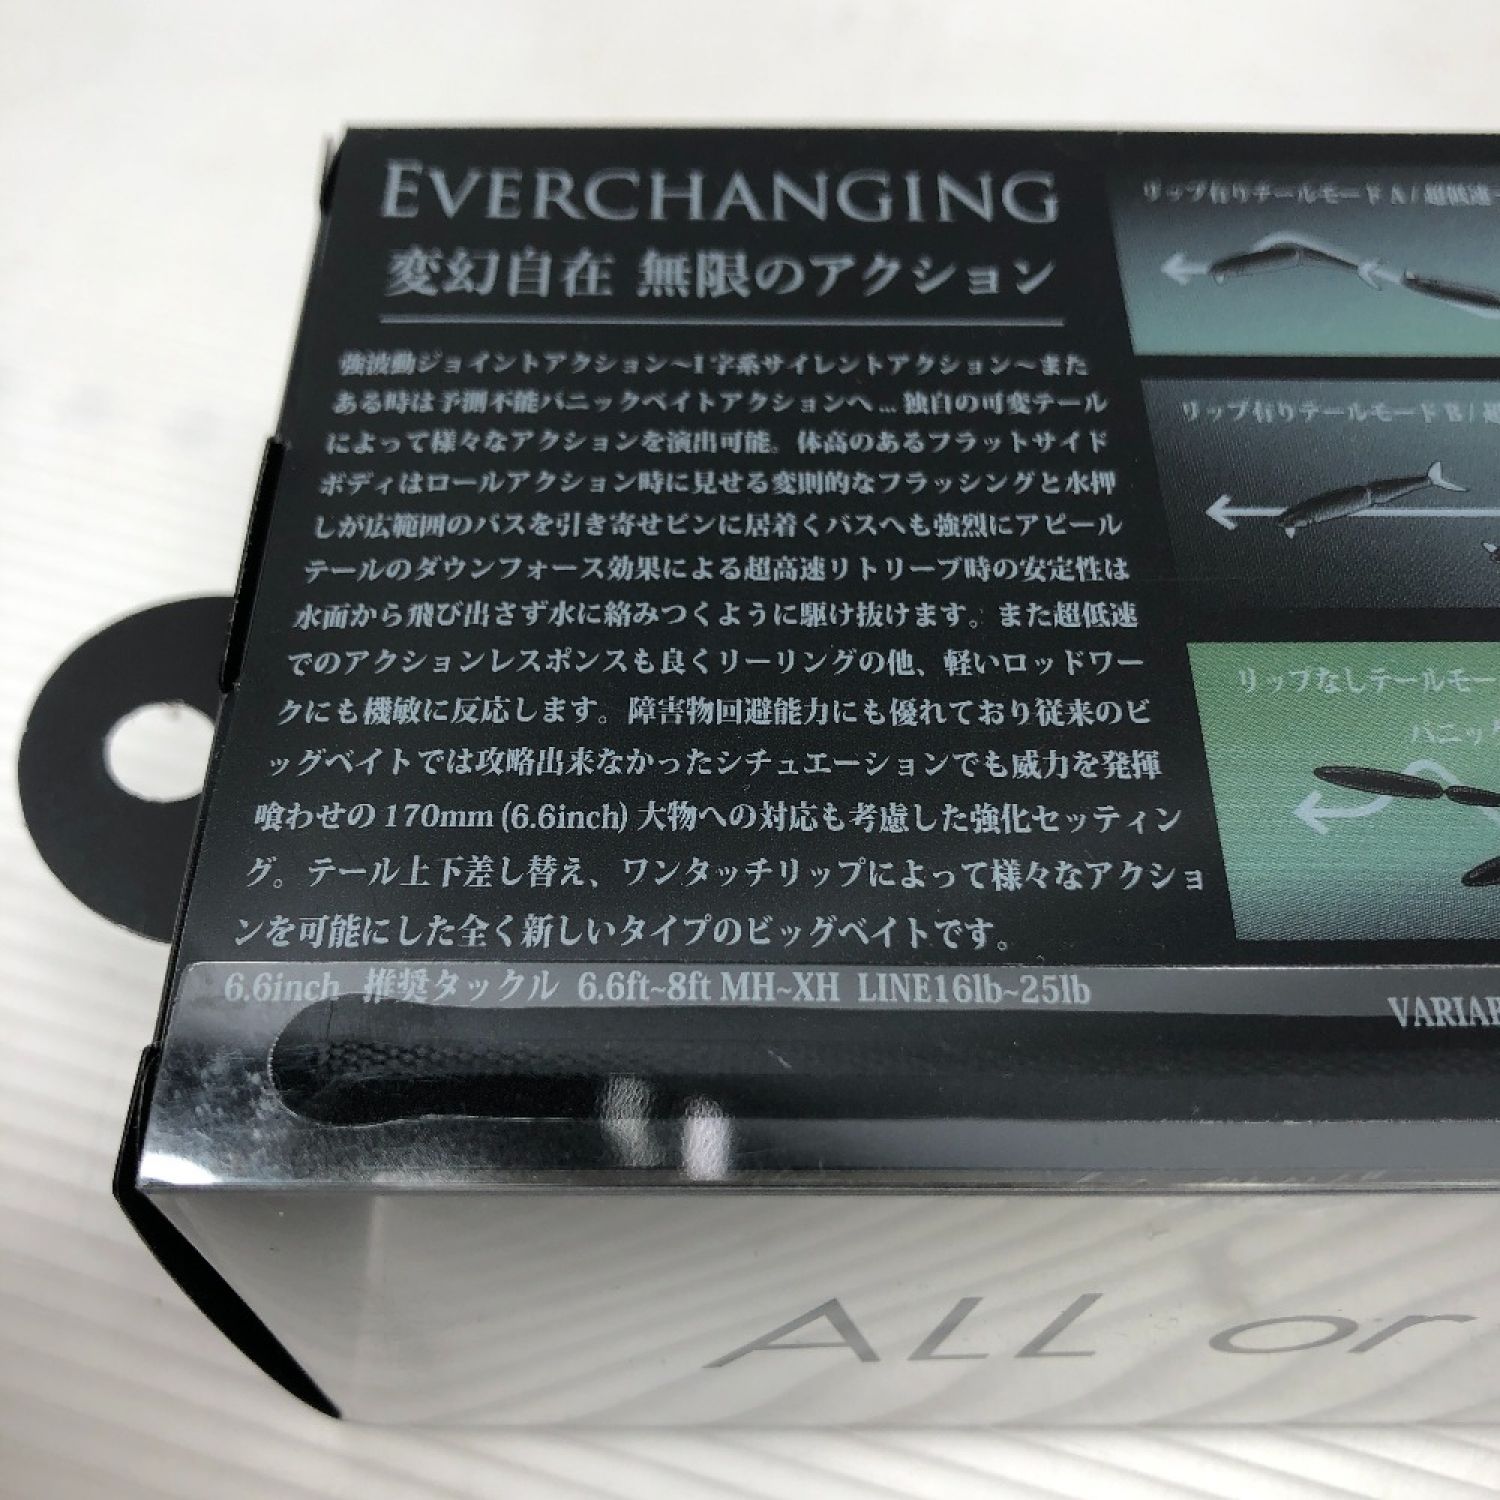 EVERCHANGING
変幻自在 無限のアクション
強波動ジョイントアクション～I字系サイレントアクション～また
ある時は予測不能パニックベイトアクションへ...独自の可変テール
によって様々なアクションを演出可能。体高のあるフラットサイド
ボディはロールアクション時に見せる変則的なフラッシングと水押
しが広範囲のバスを引き寄せピンに居着くバスへも強烈にアピール
テールのダウンフォース効果による超高速リトリーブ時の安定性は
水面から飛び出さず水に絡みつくように駆け抜けます。また超低速
でのアクションレスポンスも良くリーリングの他、軽いロッドワー
クにも機敏に反応します。障害物回避能力にも優れており従来のビ
ッグベイトでは攻略出来なかったシチュエーションでも威力を発揮
喰わせの170mm (6.6inch) 大物への対応も考慮した強化セッティン
グ。テール上下差し替え、ワンタッチリップによって様々なアクショ
ンを可能にした全く新しいタイプのビッグベイトです。
6.6inch 推奨タックル 6.6ft~8ft MH~XH LINE16lb~25lb
リップ有りテールモード A / 超低速
リップ有りテールモード B / 超
リップなしテールモー
パニック
VARIAB
ALL or